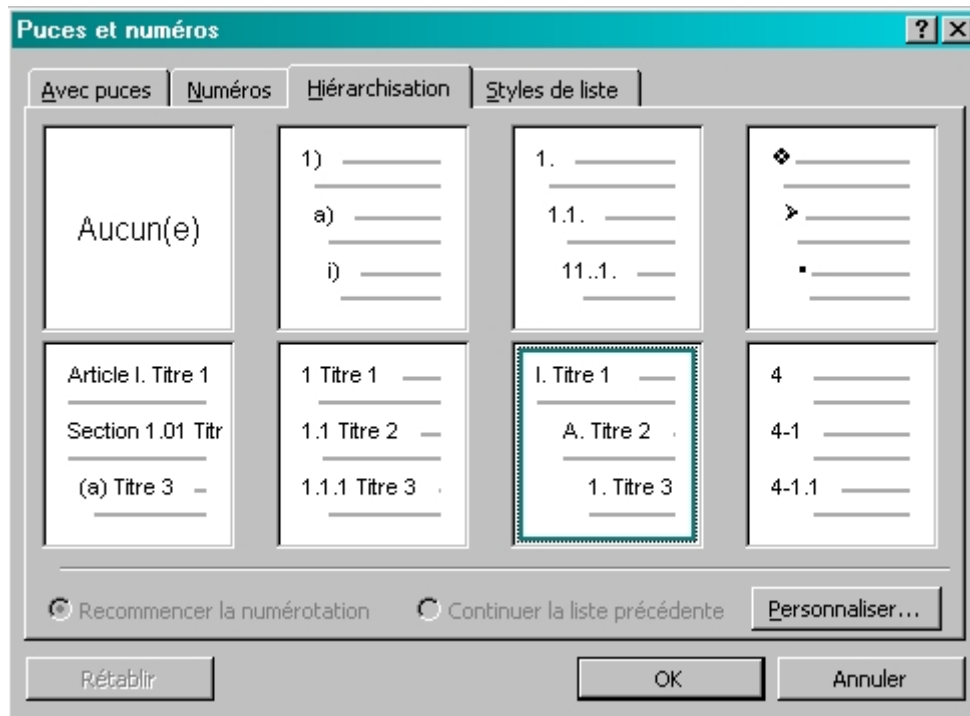 Puces et numéros
Avec puces
Numéros
Hiérarchisation
Styles de liste
Aucun(e)
1)
a)
i)
1.
1.1.
11..1.
Article I. Titre 1
Section 1.01 Titr
(a) Titre 3
1 Titre 1
1.1 Titre 2
1.1.1 Titre 3
I. Titre 1
A. Titre 2
1. Titre 3
4
4-1
4-1.1
Recommencer la numérotation
Continuer la liste précédente
Personnaliser...
Rétablir
OK
Annuler